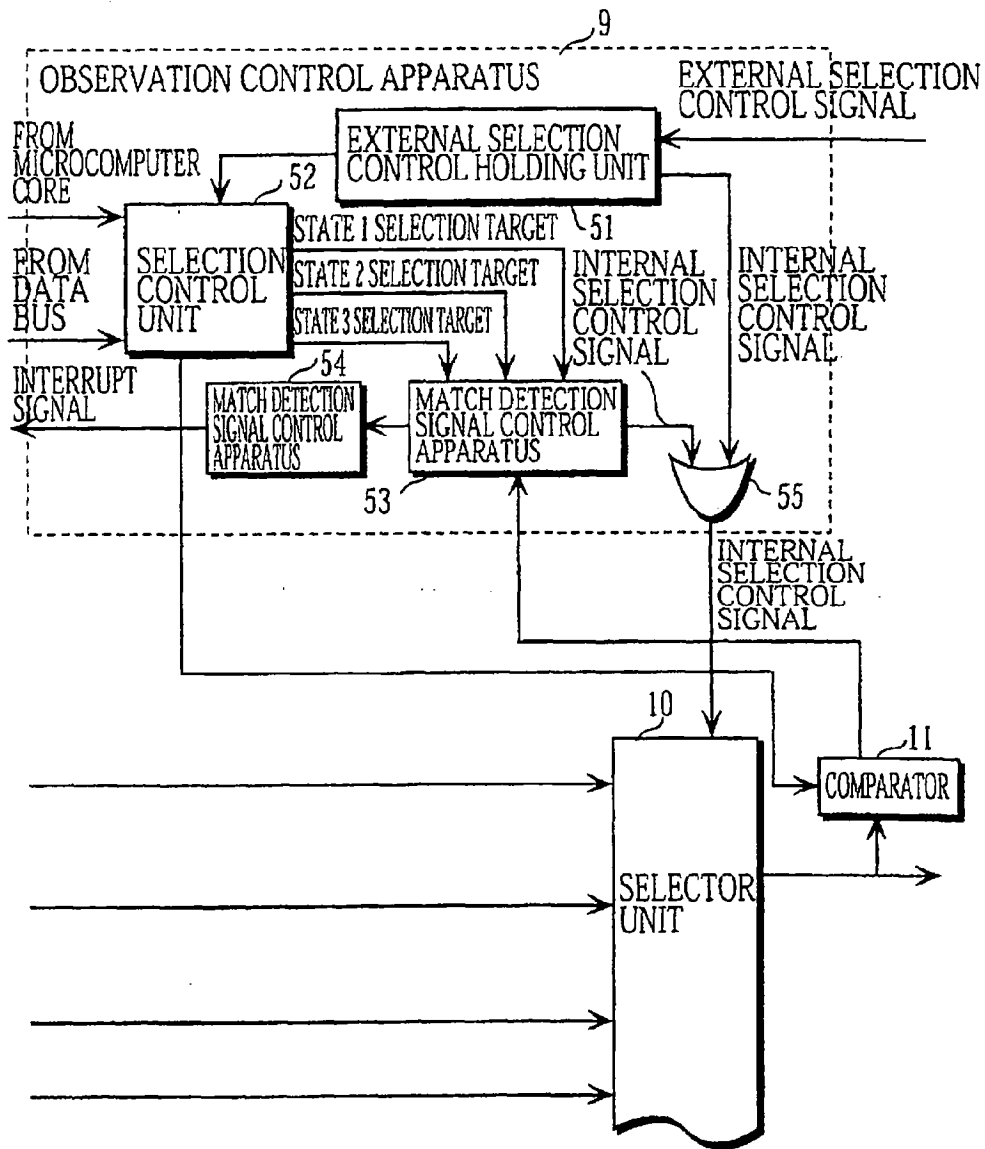 9
OBSERVATION CONTROL APPARATUS
EXTERNAL SELECTION
CONTROL SIGNAL
FROM
MICROCOMPUTER
CORE
EXTERNAL SELECTION
CONTROL HOLDING UNIT
51
52
SELECTION
CONTROL
UNIT
STATE 1 SELECTION TARGET
STATE 2 SELECTION TARGET
STATE 3 SELECTION TARGET
INTERNAL
SELECTION
CONTROL
SIGNAL
INTERNAL
SELECTION
CONTROL
SIGNAL
FROM
DATA
BUS
INTERRUPT
SIGNAL
54
MATCH DETECTION
SIGNAL CONTROL
APPARATUS
MATCH DETECTION
SIGNAL CONTROL
APPARATUS
53
55
INTERNAL
SELECTION
CONTROL
SIGNAL
10
11
COMPARATOR
SELECTOR
UNIT